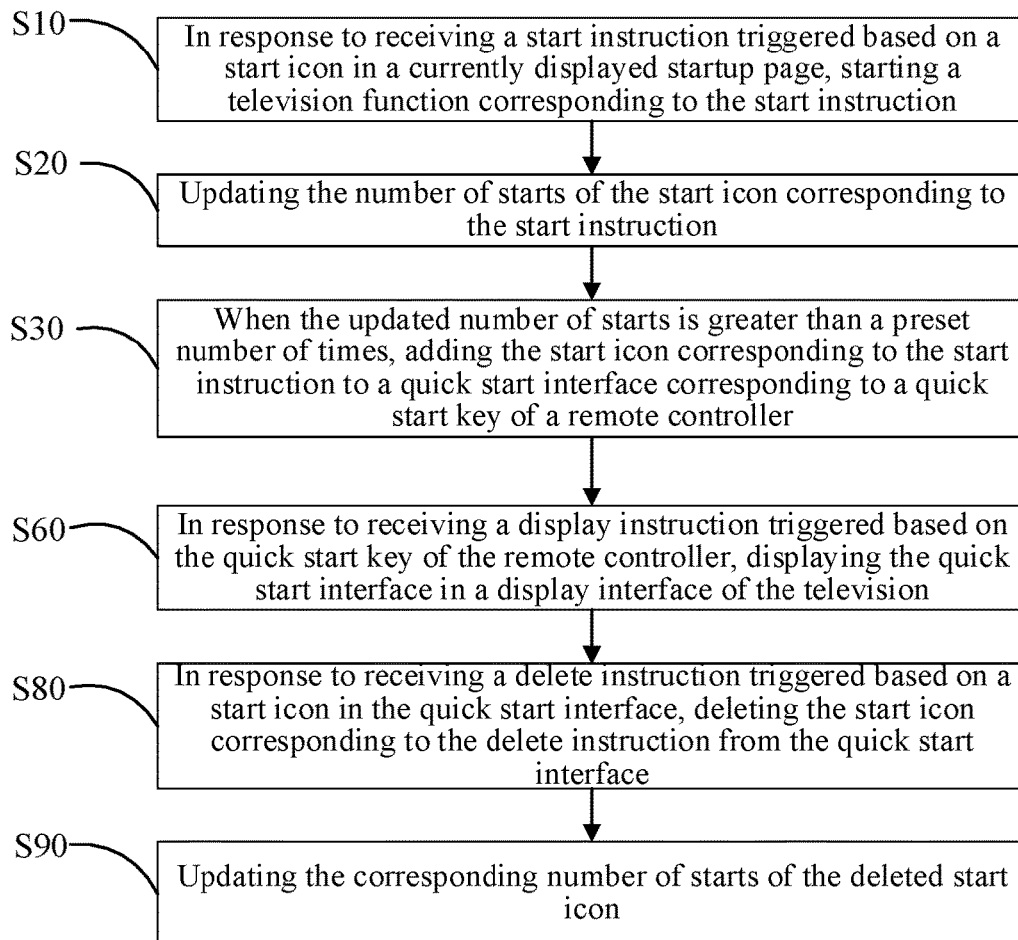 S10
In response to receiving a start instruction triggered based on a
start icon in a currently displayed startup page, starting a
television function corresponding to the start instruction
S20
Updating the number of starts of the start icon corresponding to
the start instruction
S30
When the updated number of starts is greater than a preset
number of times, adding the start icon corresponding to the start
instruction to a quick start interface corresponding to a quick
start key of a remote controller
S60
In response to receiving a display instruction triggered based on
the quick start key of the remote controller, displaying the quick
start interface in a display interface of the television
S80
In response to receiving a delete instruction triggered based on a
start icon in the quick start interface, deleting the start icon
corresponding to the delete instruction from the quick start
interface
S90
Updating the corresponding number of starts of the deleted start
icon